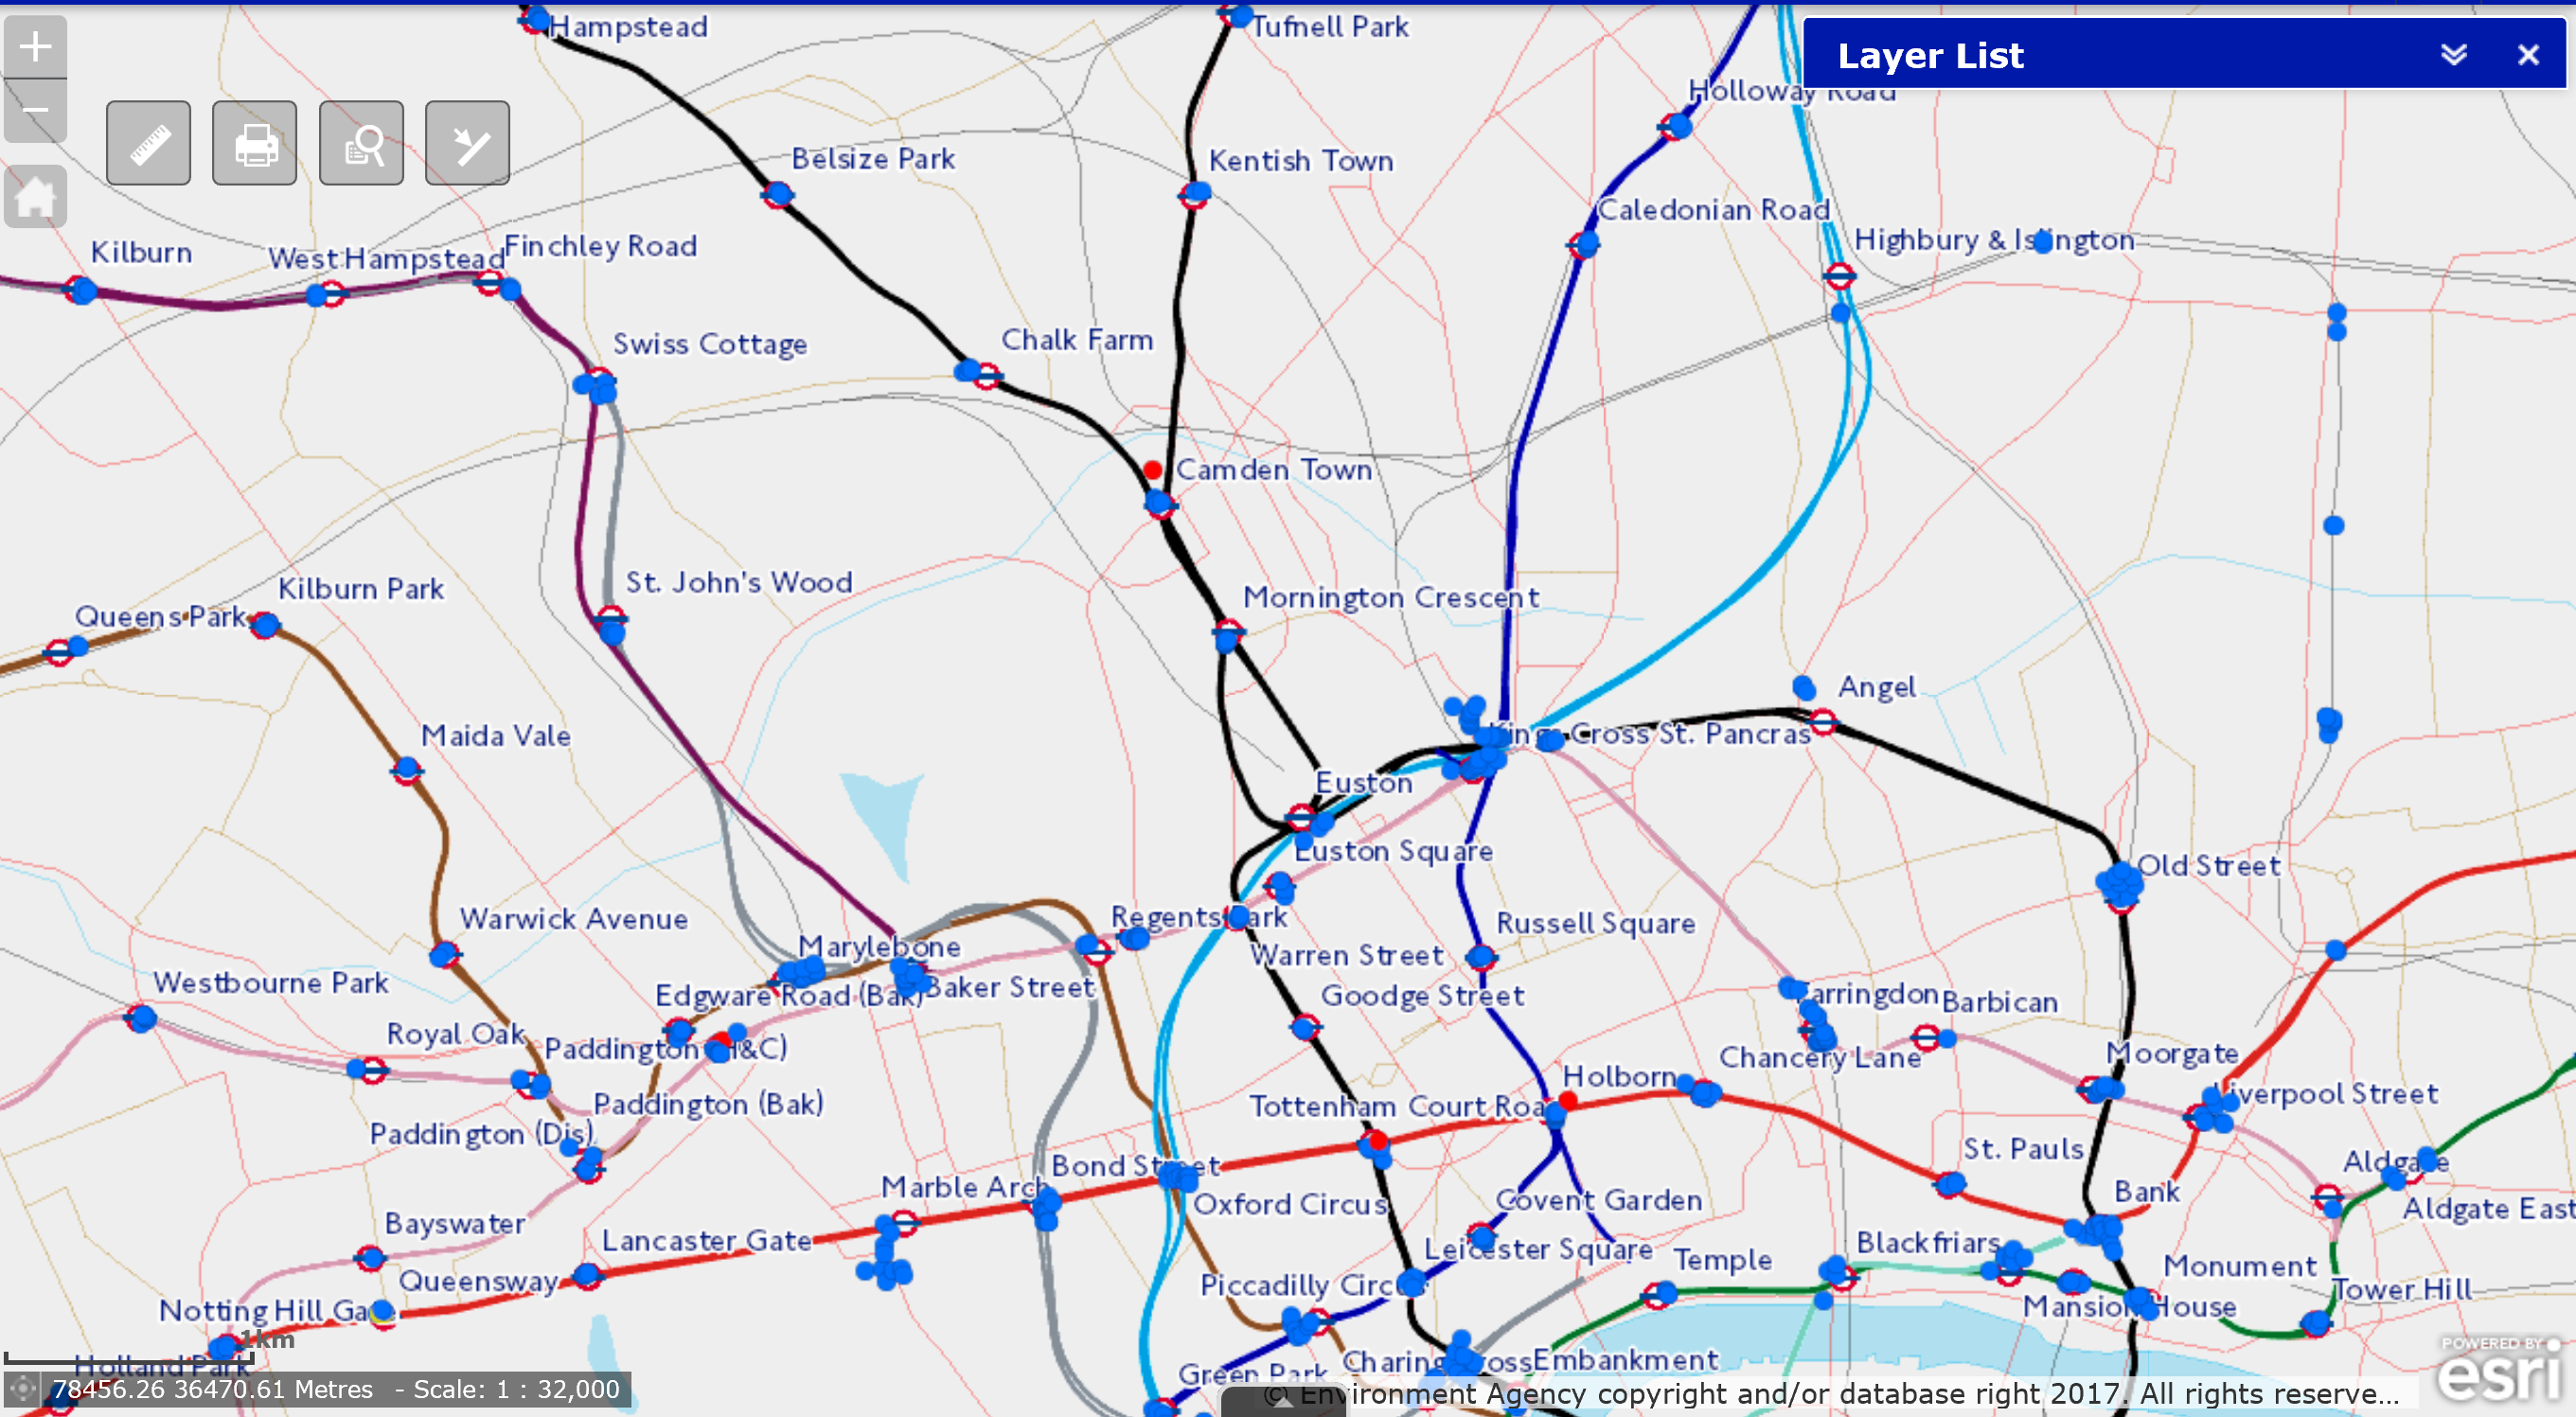 Hampstead
Tufnell Park
Layer List
Holloway Road
Belsize Park
Kentish Town
Caledonian Road
Highbury & Islington
Kilburn
West Hampstead
Finchley Road
Swiss Cottage
Chalk Farm
Camden Town
St. John's Wood
Kilburn Park
Queens Park
Mornington Crescent
Angel
Maida Vale
Kings Cross St. Pancras
Euston
Euston Square
Old Street
Warwick Avenue
Regents Park
Russell Square
Marylebone
Warren Street
Westbourne Park
Edgware Road (Bak)
Baker Street
Goodge Street
Farringdon
Barbican
Royal Oak
Paddington (H&C)
Chancery Lane
Moorgate
Holborn
Liverpool Street
Paddington (Bak)
Tottenham Court Roa
Paddington (Dis)
St. Pauls
Bond Street
Aldgate
Marble Arch
Oxford Circus
Covent Garden
Bank
Aldgate East
Bayswater
Lancaster Gate
Leicester Square
Temple
Blackfriars
Monument
Queensway
Piccadilly Circus
Tower Hill
Notting Hill Gate
Mansion House
1km
Holland Park
Green Park
Charing Cross
Embankment
POWERED BY
esri
78456.26 36470.61 Metres - Scale: 1 : 32,000
© Environment Agency copyright and/or database right 2017. All rights reserve...